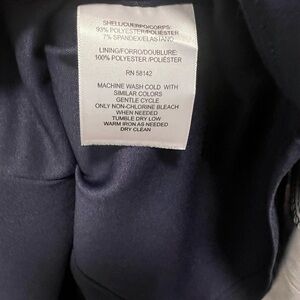 SHELL/CUERPO/CORPS:
93% POLYESTER/POLIÉSTER
7% SPANDEX/ELASTANO
LINING/FORRO/DOUBLURE:
100% POLYESTER/POLIÉSTER
RN 58142
MACHINE WASH COLD WITH
SIMILAR COLORS
GENTLE CYCLE
ONLY NON-CHLORINE BLEACH
WHEN NEEDED
TUMBLE DRY LOW
WARM IRON AS NEEDED
DRY CLEAN